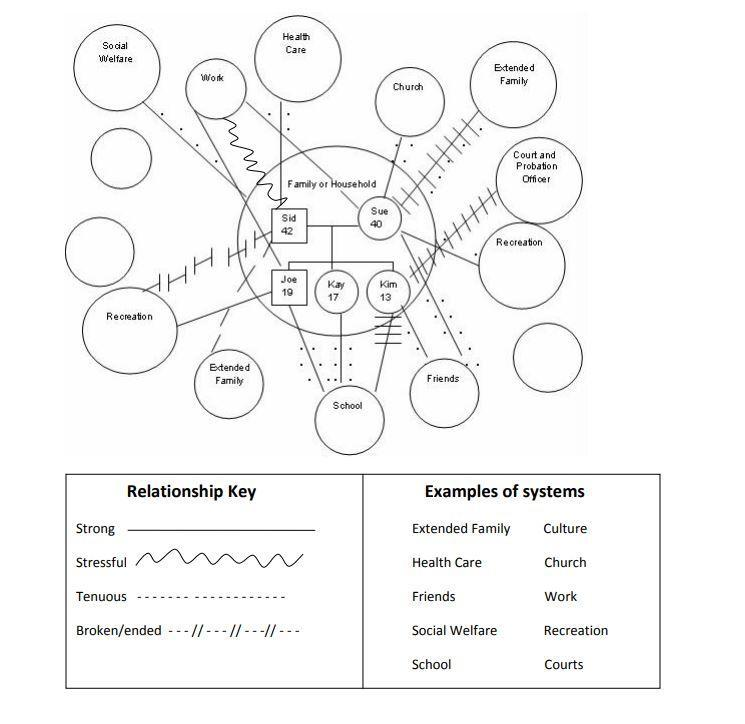 Social
Welfare
Work
Health
Care
Church
Extended
Family
Court and
Probation
Officer
Family or Household
Sid
42
Sue
40
Recreation
Joe
19
Kay
17
Kim
13
Recreation
Extended
Family
School
Friends
Relationship Key
Strong
Stressful
Tenuous
Broken/ended
Examples of systems
Extended Family Culture
Health Care Church
Friends Work
Social Welfare Recreation
School Courts